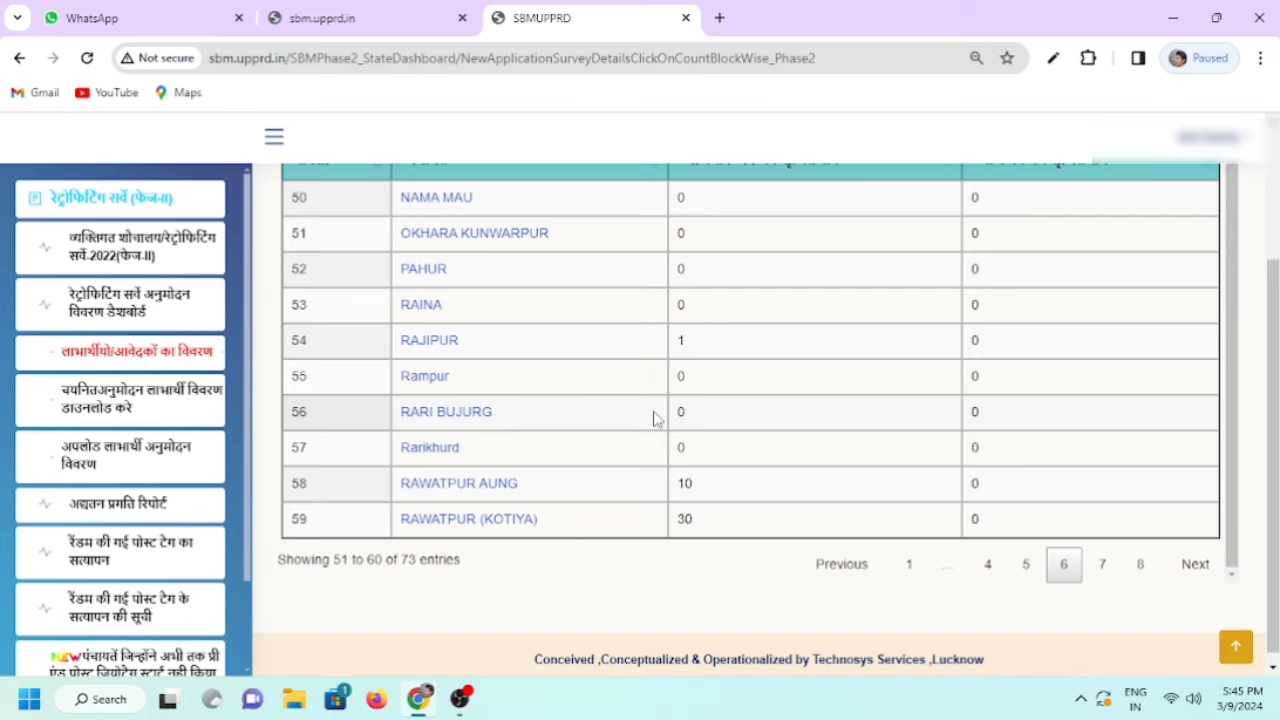 WhatsApp
sbm.upprd.in
SBMUPPRD
Not secure
sbm.upprd.in/SBMPhase2_StateDashboard/NewApplicationSurveyDetailsClickOnCountBlockWise_Phase2
Paused
Gmail
YouTube
Maps
रेट्रोफिटिंग सर्वे (फेज-II)
व्यक्तिगत शौचालय/रेट्रोफिटिंग
सर्वे-2022(फेज-II)
रेट्रोफिटिंग सर्वे अनुमोदन
विवरण डैशबोर्ड
लाभार्थीयो/आवेदकों का विवरण
चयनितअनुमोदन लाभार्थी विवरण
डाउनलोड करे
अपलोड लाभार्थी अनुमोदन
विवरण
अद्यतन प्रगति रिपोर्ट
रेंडम की गई पोस्ट टैग का
सत्यापन
रेंडम की गई पोस्ट टैग के
सत्यापन की सूची
NEW पंचायतें जिन्होंने अभी तक प्री
एंड पोस्ट जियोटैग स्टार्ट नही किया
50 NAMA MAU 0 0
51 OKHARA KUNWARPUR 0 0
52 PAHUR 0 0
53 RAINA 0 0
54 RAJIPUR 1 0
55 Rampur 0 0
56 RARI BUJURG 0 0
57 Rarikhurd 0 0
58 RAWATPUR AUNG 10 0
59 RAWATPUR (KOTIYA) 30 0
Showing 51 to 60 of 73 entries
Previous 1 … 4 5 6 7 8 Next
Conceived ,Conceptualized & Operationalized by Technosys Services ,Lucknow
Search
1
ENG
IN
5:45 PM
3/9/2024